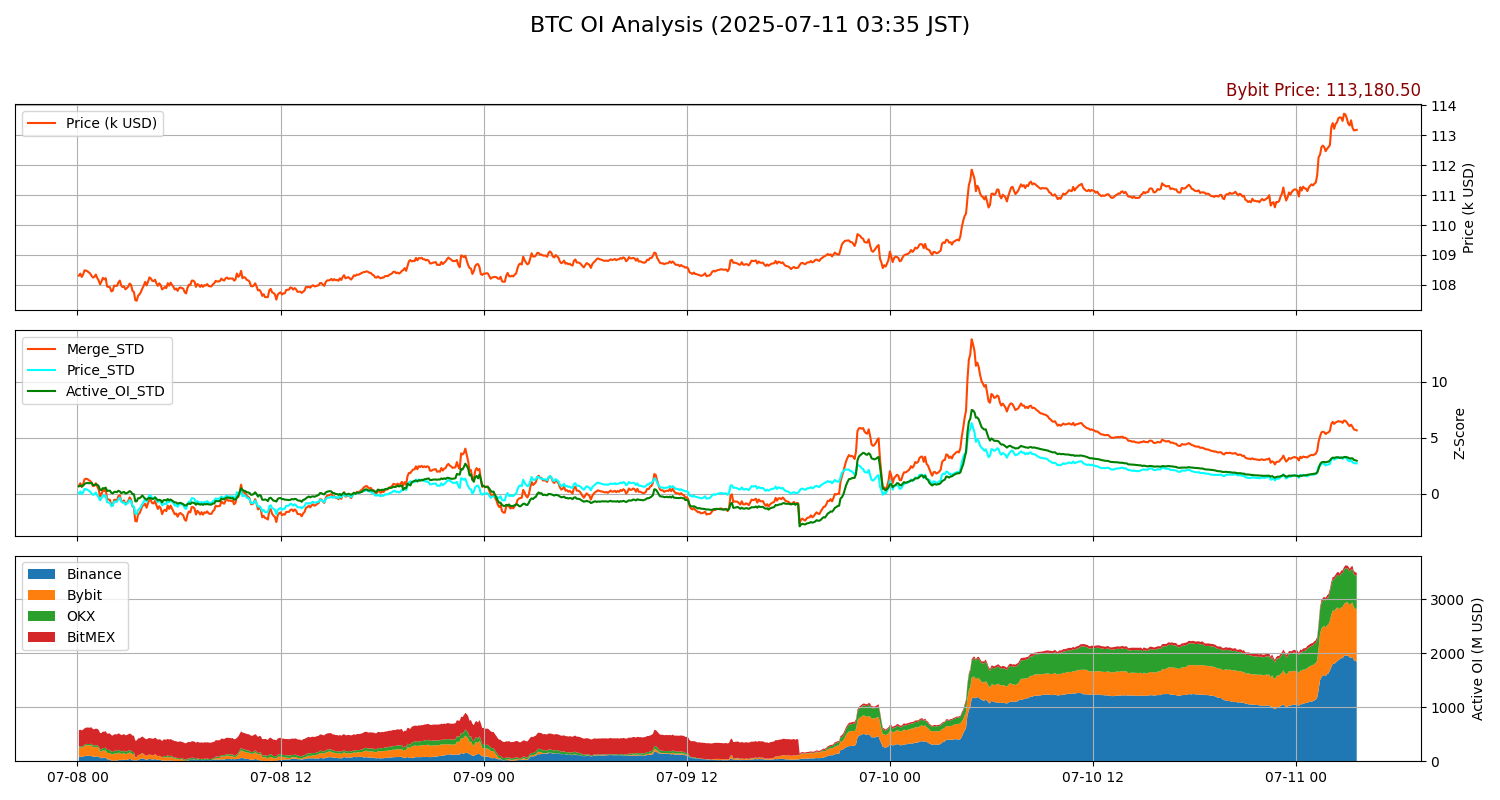 BTC OI Analysis (2025-07-11 03:35 JST)
Bybit Price: 113,180.50
Price (k USD)
114
113
112
111
110
109
108
Price (k USD)
Merge_STD
Price_STD
Active_OI_STD
10
5
0
Z-Score
Binance
Bybit
OKX
BitMEX
3000
2000
1000
0
Active OI (M USD)
07-08 00
07-08 12
07-09 00
07-09 12
07-10 00
07-10 12
07-11 00